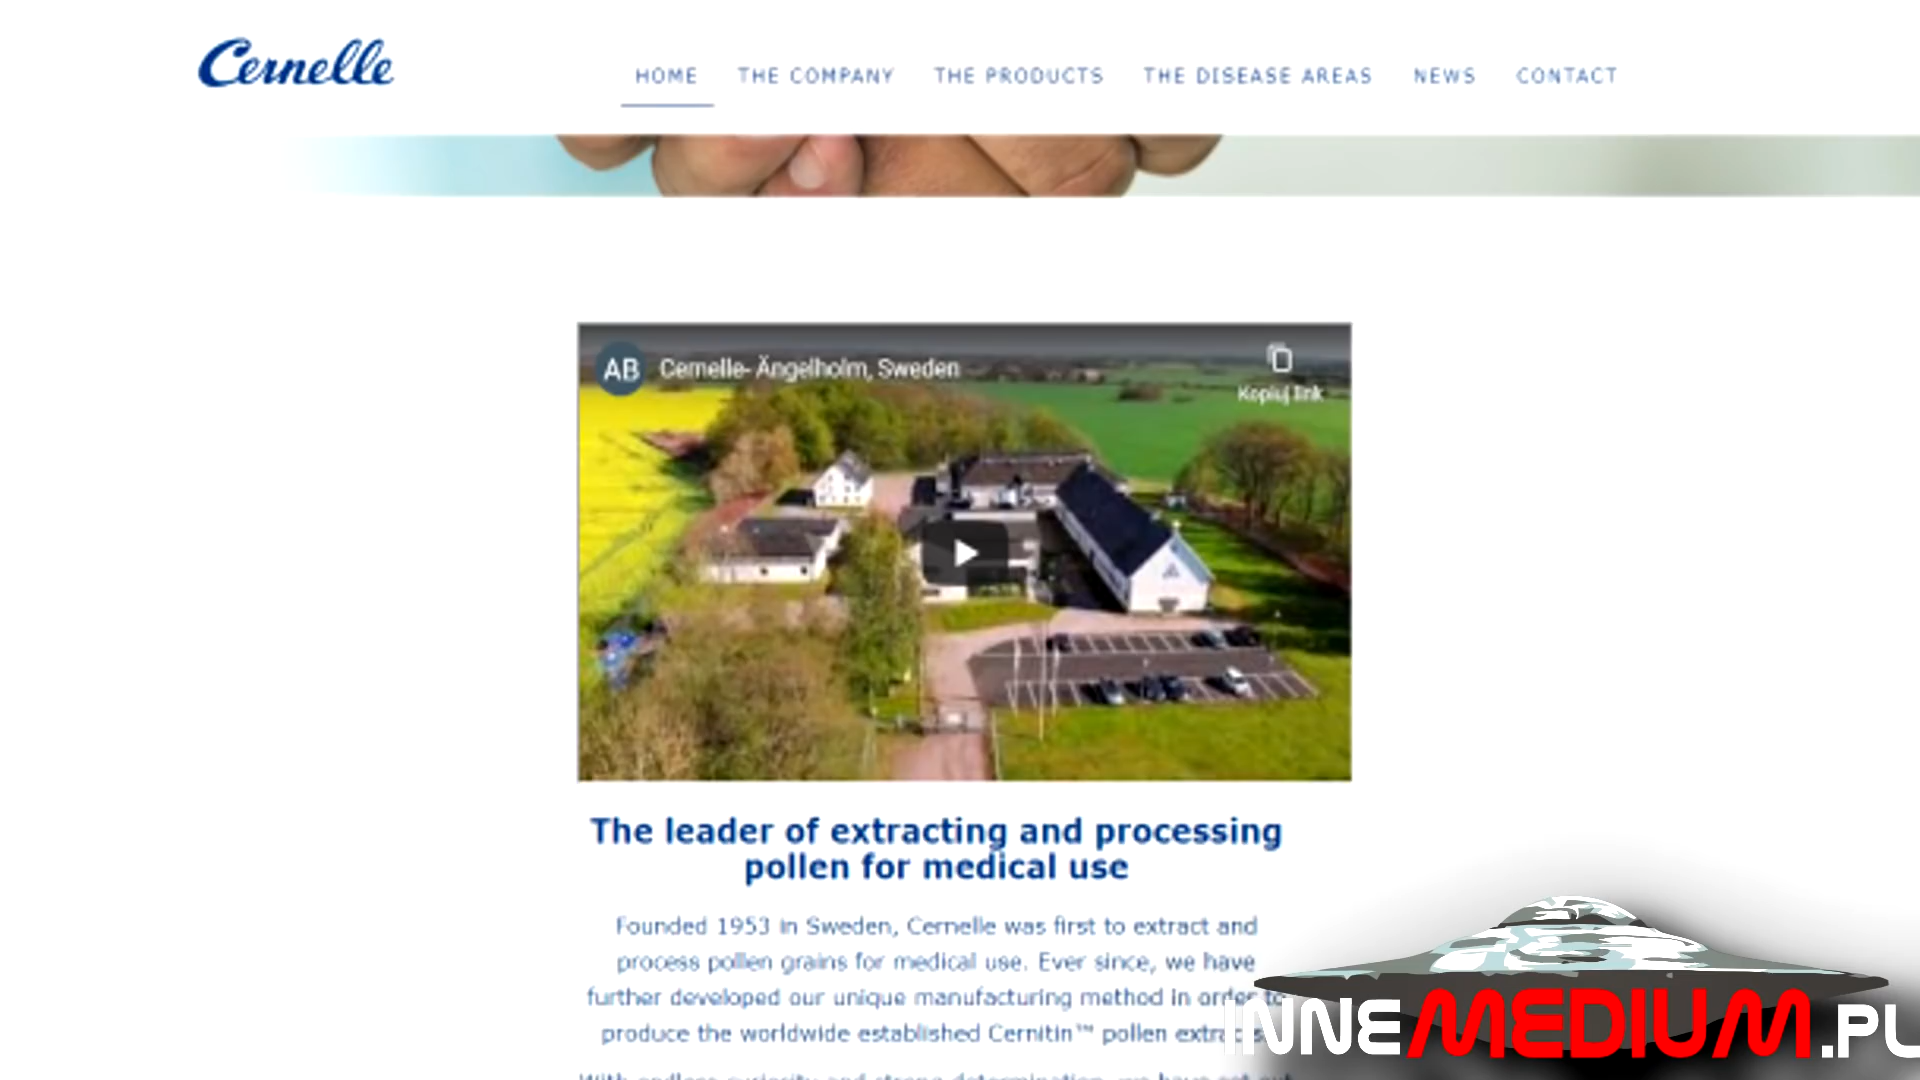 Cernelle
HOME THE COMPANY THE PRODUCTS THE DISEASE AREAS NEWS CONTACT
AB Cernelle- Ängelholm, Sweden
Kopiuj link
The leader of extracting and processing
pollen for medical use
Founded 1953 in Sweden, Cernelle was first to extract and
process pollen grains for medical use. Ever since, we have
further developed our unique manufacturing method in order to
produce the worldwide established Cernitin™ pollen extracts.
INNEMEDIUM.PL